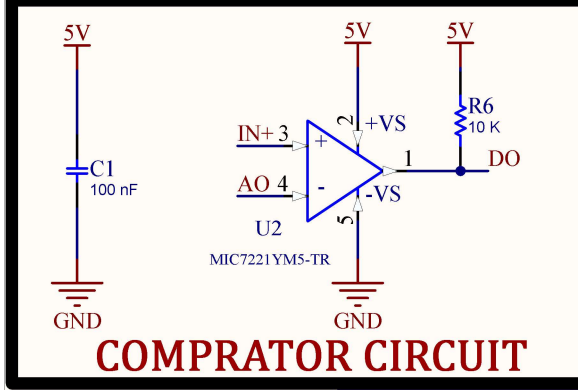 5V
5V
5V
C1
100 nF
GND
IN+ 3
AO 4
+
-
2
+VS
1
-VS
5
U2
MIC7221YM5-TR
GND
R6
10 K
DO
COMPRATOR CIRCUIT